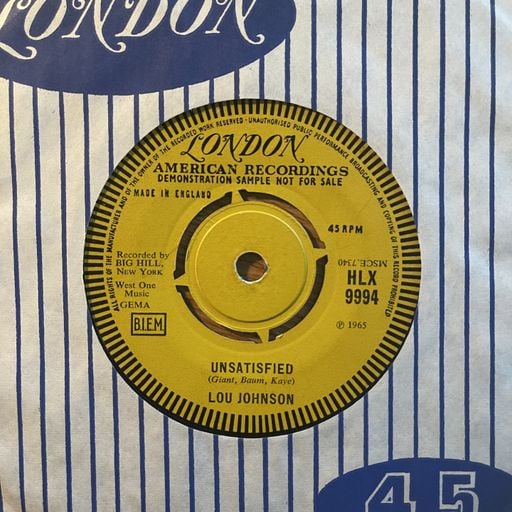 LONDON
ALL RIGHTS OF THE MANUFACTURER AND OF THE OWNER OF THE RECORDED WORK RESERVED · UNAUTHORISED PUBLIC PERFORMANCE BROADCASTING AND COPYING OF THIS RECORD PROHIBITED
LONDON
AMERICAN RECORDINGS
DEMONSTRATION SAMPLE NOT FOR SALE
MADE IN ENGLAND
45 RPM
Recorded by
BIG HILL,
NEW YORK
MSCE.7340
HLX
9994
West One
Music
GEMA
B.I.E.M.
℗ 1965
UNSATISFIED
(Giant, Baum, Kaye)
LOU JOHNSON
45